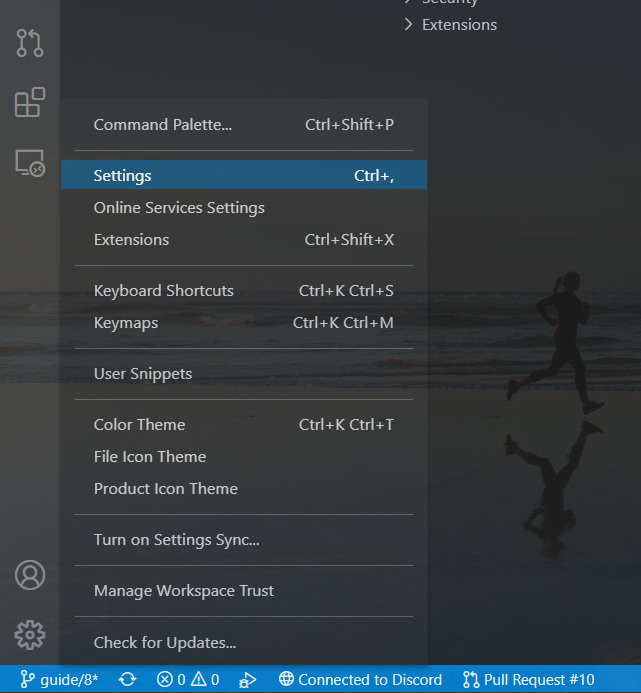 Security
Extensions
Command Palette... Ctrl+Shift+P
Settings Ctrl+,
Online Services Settings
Extensions Ctrl+Shift+X
Keyboard Shortcuts Ctrl+K Ctrl+S
Keymaps Ctrl+K Ctrl+M
User Snippets
Color Theme Ctrl+K Ctrl+T
File Icon Theme
Product Icon Theme
Turn on Settings Sync...
Manage Workspace Trust
Check for Updates...
guide/8* 0 0 Connected to Discord Pull Request #10